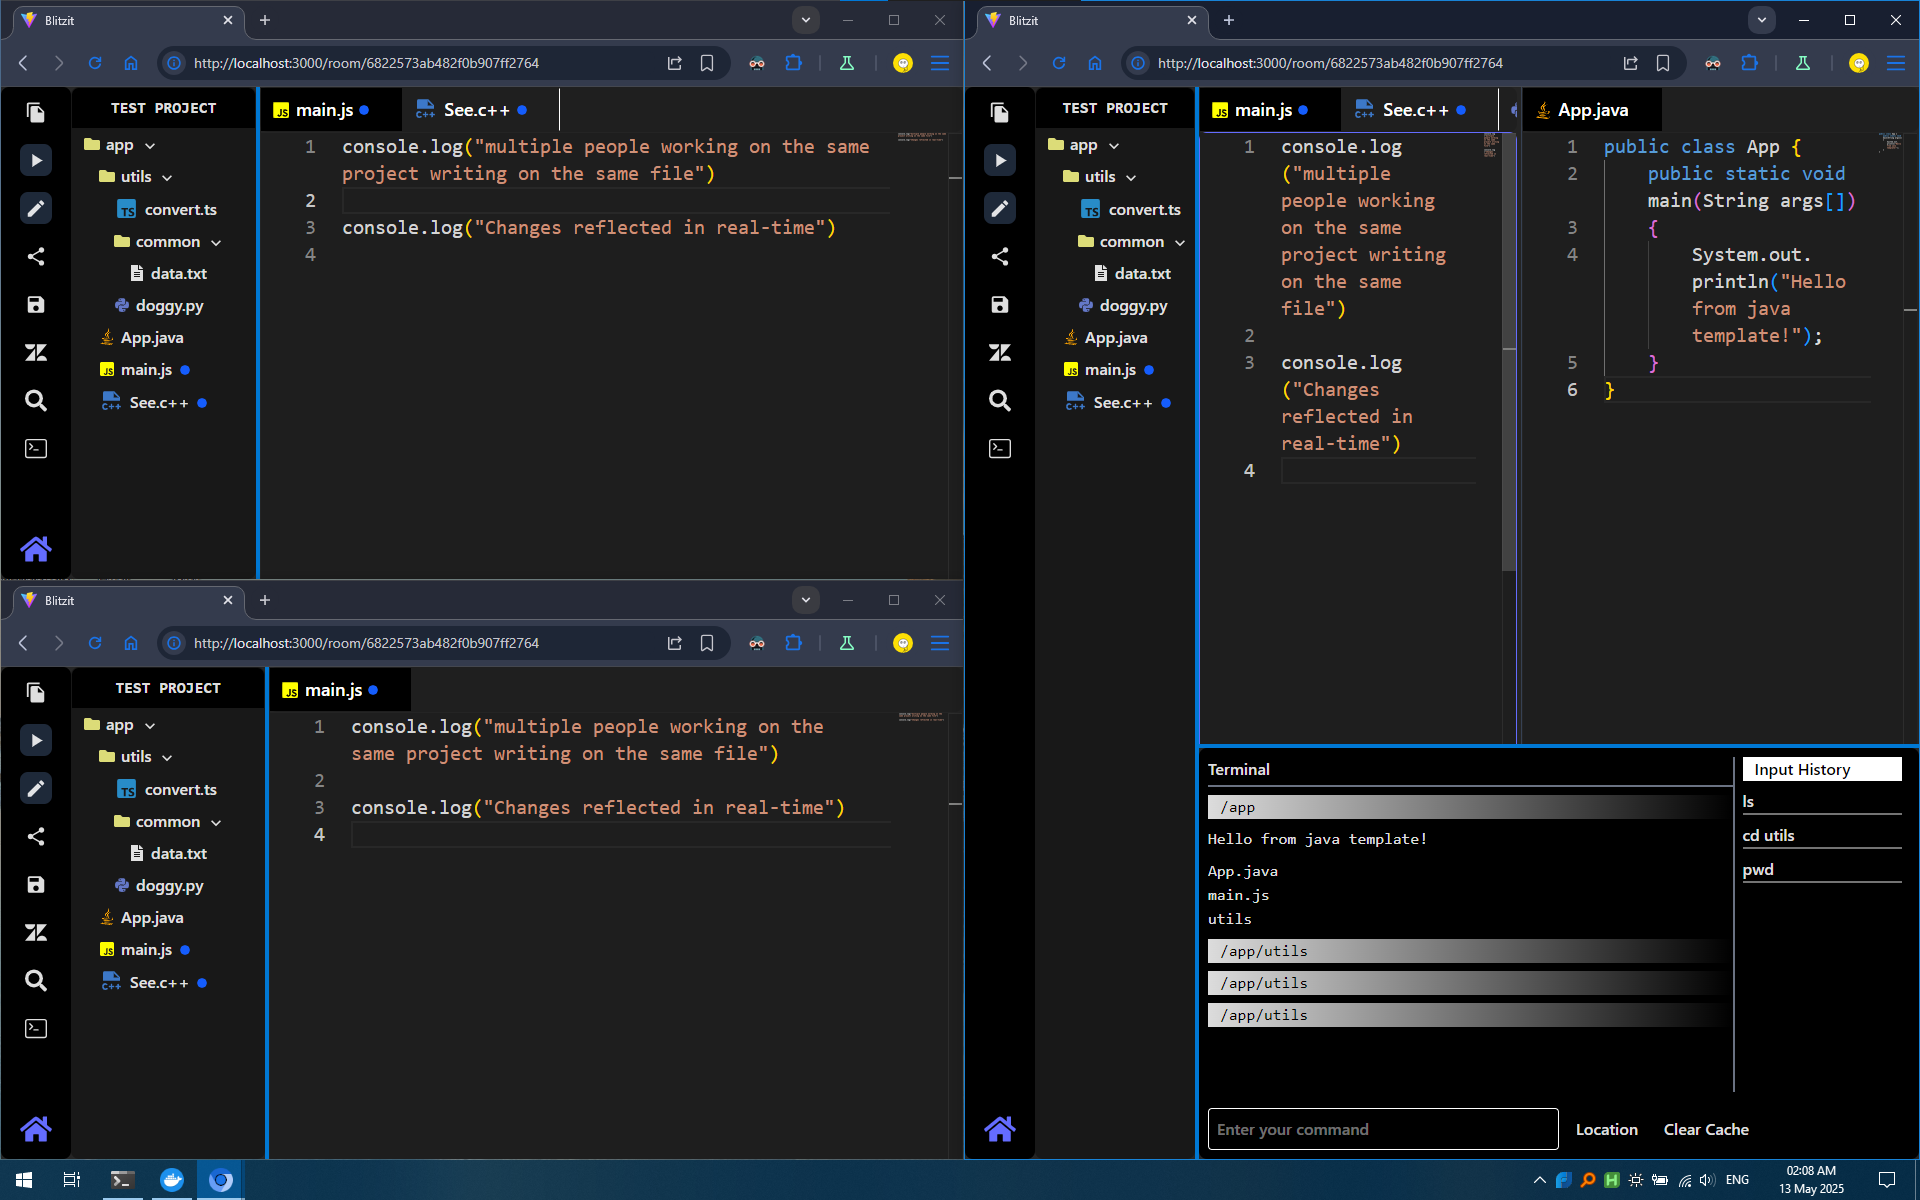 Blitzit
http://localhost:3000/room/6822573ab482f0b907ff2764
TEST PROJECT
app
utils
TS convert.ts
common
data.txt
doggy.py
App.java
JS main.js
C++ See.c++
JS main.js
C++ See.c++
1 console.log("multiple people working on the same
project writing on the same file")
2
3 console.log("Changes reflected in real-time")
4
Blitzit
http://localhost:3000/room/6822573ab482f0b907ff2764
TEST PROJECT
app
utils
TS convert.ts
common
data.txt
doggy.py
App.java
JS main.js
C++ See.c++
JS main.js
1 console.log("multiple people working on the
same project writing on the same file")
2
3 console.log("Changes reflected in real-time")
4
Blitzit
http://localhost:3000/room/6822573ab482f0b907ff2764
TEST PROJECT
app
utils
TS convert.ts
common
data.txt
doggy.py
App.java
JS main.js
C++ See.c++
JS main.js
C++ See.c++
1 console.log
("multiple
people working
on the same
project writing
on the same
file")
2
3 console.log
("Changes
reflected in
real-time")
4
App.java
1 public class App {
2 public static void
main(String args[])
3 {
4 System.out.
println("Hello
from java
template!");
5 }
6 }
Terminal
/app
Hello from java template!
App.java
main.js
utils
/app/utils
/app/utils
/app/utils
Input History
ls
cd utils
pwd
Enter your command
Location
Clear Cache
ENG
02:08 AM
13 May 2025